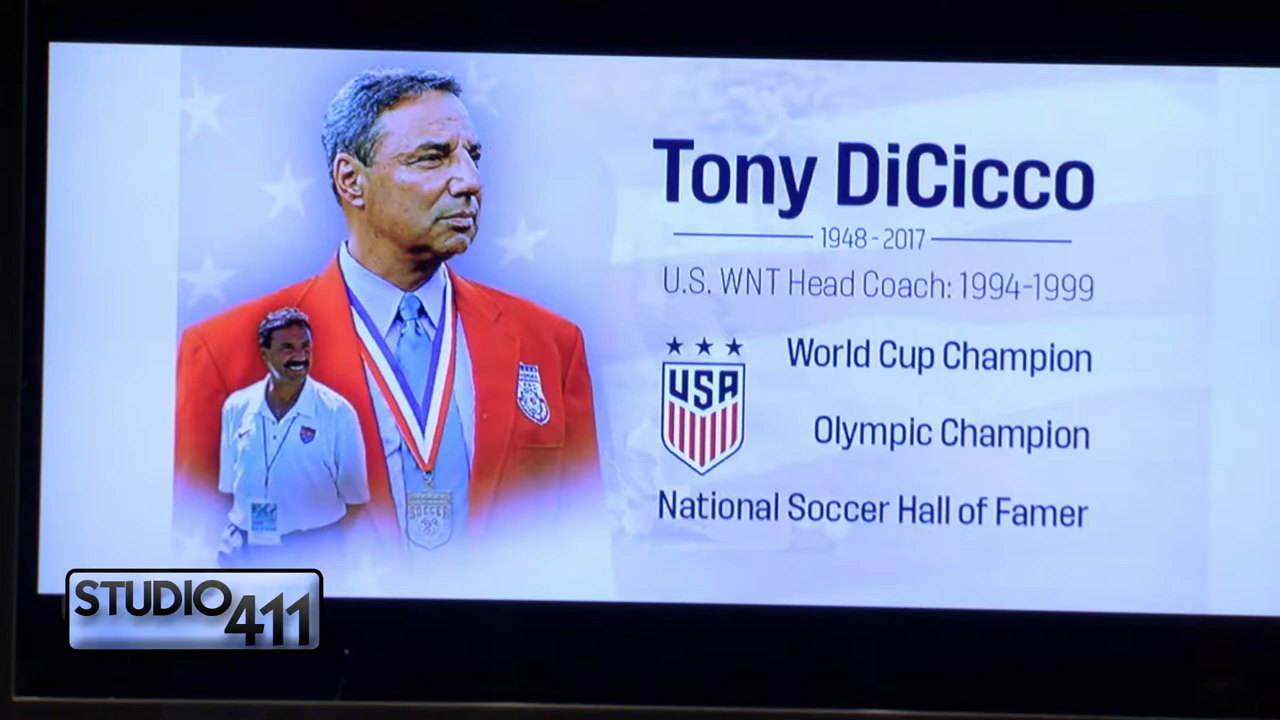 Tony DiCicco
1948-2017
U.S. WNT Head Coach: 1994-1999
USA
World Cup Champion
Olympic Champion
National Soccer Hall of Famer
SOCCER
STUDIO
411